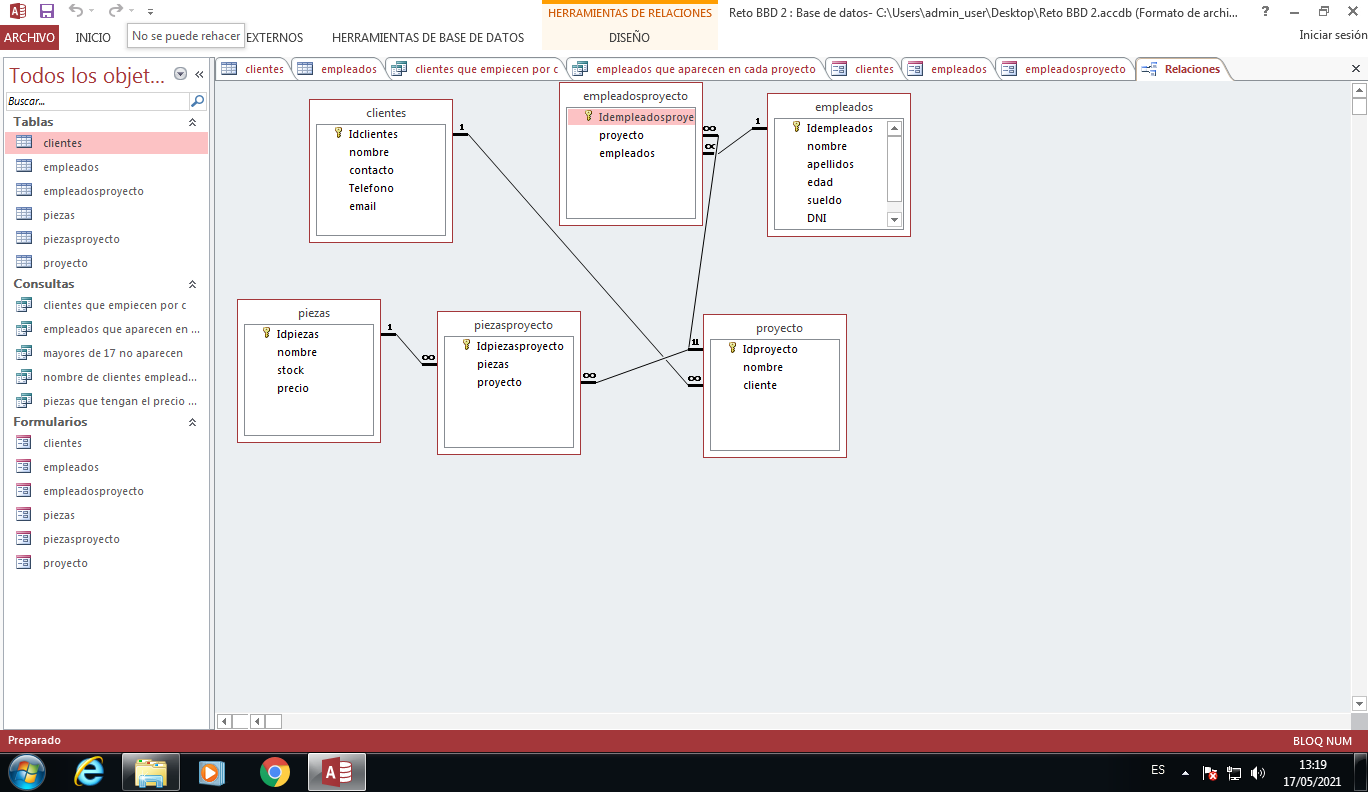 HERRAMIENTAS DE RELACIONES
Reto BBD 2 : Base de datos- C:\Users\admin_user\Desktop\Reto BBD 2.accdb (Formato de archi...
?
ARCHIVO
INICIO
No se puede rehacer
EXTERNOS
HERRAMIENTAS DE BASE DE DATOS
DISEÑO
Iniciar sesión
Todos los objet...
Buscar...
Tablas
clientes
empleados
empleadosproyecto
piezas
piezasproyecto
proyecto
Consultas
clientes que empiecen por c
empleados que aparecen en ...
mayores de 17 no aparecen
nombre de clientes emplead...
piezas que tengan el precio ...
Formularios
clientes
empleados
empleadosproyecto
piezas
piezasproyecto
proyecto
clientes
empleados
clientes que empiecen por c
empleados que aparecen en cada proyecto
clientes
empleados
empleadosproyecto
Relaciones
clientes
Idclientes
nombre
contacto
Telefono
email
1
empleadosproyecto
Idempleadosproye
proyecto
empleados
∞
∞
1
empleados
Idempleados
nombre
apellidos
edad
sueldo
DNI
piezas
Idpiezas
nombre
stock
precio
1
∞
piezasproyecto
Idpiezasproyecto
piezas
proyecto
∞
1
∞
proyecto
Idproyecto
nombre
cliente
Preparado
BLOQ NUM
ES
13:19
17/05/2021